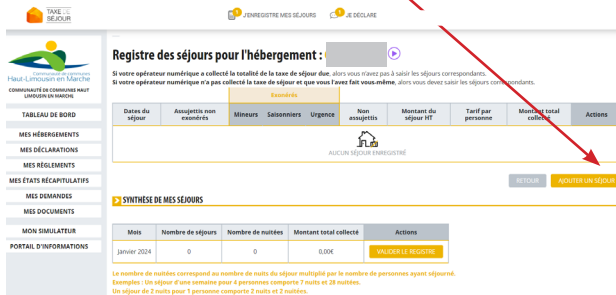 TAXE DE
SÉJOUR
1 J'ENREGISTRE MES SÉJOURS
2 JE DÉCLARE
Communauté de communes
Haut-Limousin en Marche
COMMUNAUTÉ DE COMMUNES HAUT
LIMOUSIN EN MARCHE
TABLEAU DE BORD
MES HÉBERGEMENTS
MES DÉCLARATIONS
MES RÈGLEMENTS
MES ÉTATS RÉCAPITULATIFS
MES DEMANDES
MES DOCUMENTS
MON SIMULATEUR
PORTAIL D'INFORMATIONS
Registre des séjours pour l'hébergement :
Si votre opérateur numérique a collecté la totalité de la taxe de séjour due, alors vous n'avez pas à saisir les séjours correspondants.
Si votre opérateur numérique n'a pas collecté la taxe de séjour et que vous l'avez fait vous-même, alors vous devez saisir les séjours correspondants.
Exonérés
Dates du séjour Assujettis non exonérés Mineurs Saisonniers Urgence Non assujettis Montant du séjour HT Tarif par personne Montant total collecté Actions
AUCUN SÉJOUR ENREGISTRÉ
RETOUR AJOUTER UN SÉJOUR
SYNTHÈSE DE MES SÉJOURS
Mois Nombre de séjours Nombre de nuitées Montant total collecté Actions
Janvier 2024 0 0 0,00€ VALIDER LE REGISTRE
Le nombre de nuitées correspond au nombre de nuits du séjour multiplié par le nombre de personnes ayant séjourné.
Exemples : Un séjour d'une semaine pour 4 personnes comporte 7 nuits et 28 nuitées.
Un séjour de 2 nuits pour 1 personne comporte 2 nuits et 2 nuitées.